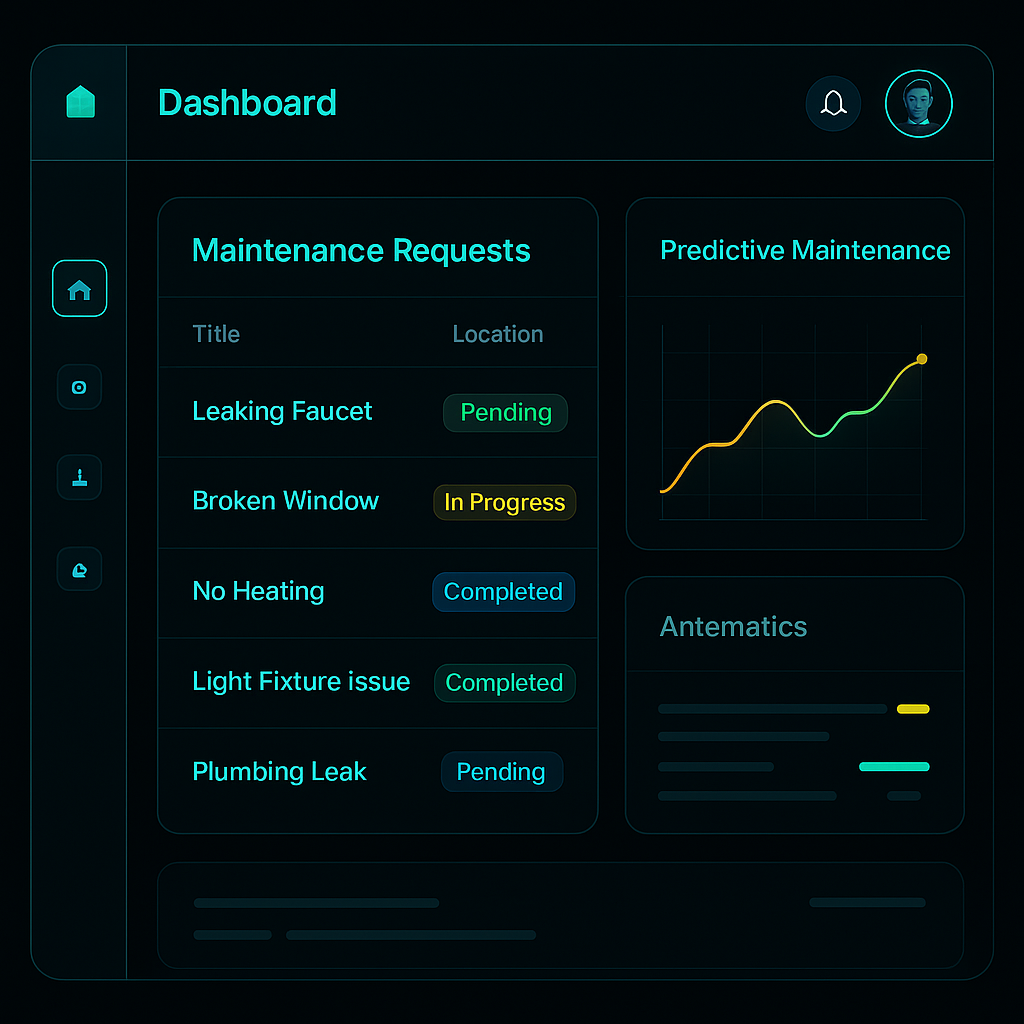 Dashboard
Maintenance Requests
Title Location
Leaking Faucet Pending
Broken Window In Progress
No Heating Completed
Light Fixture issue Completed
Plumbing Leak Pending
Predictive Maintenance
Antematics